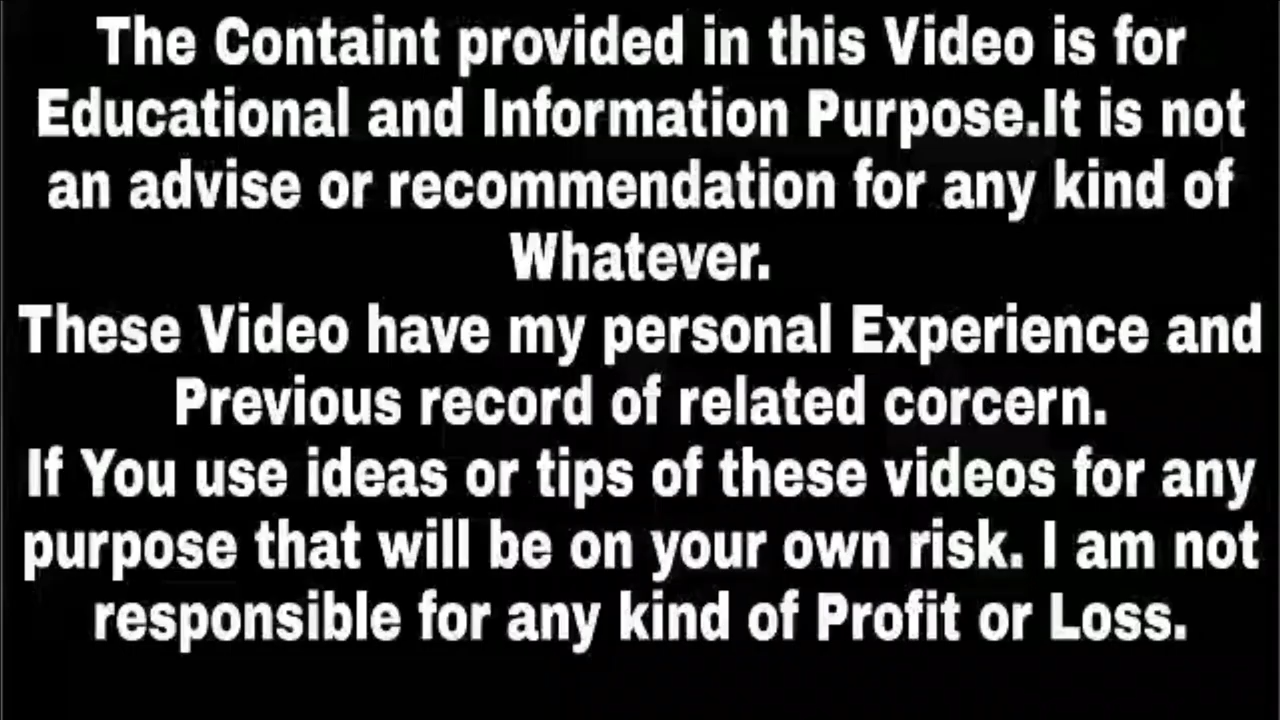 The Containt provided in this Video is for
Educational and Information Purpose.It is not
an advise or recommendation for any kind of
Whatever.
These Video have my personal Experience and
Previous record of related corcern.
If You use ideas or tips of these videos for any
purpose that will be on your own risk. I am not
responsible for any kind of Profit or Loss.